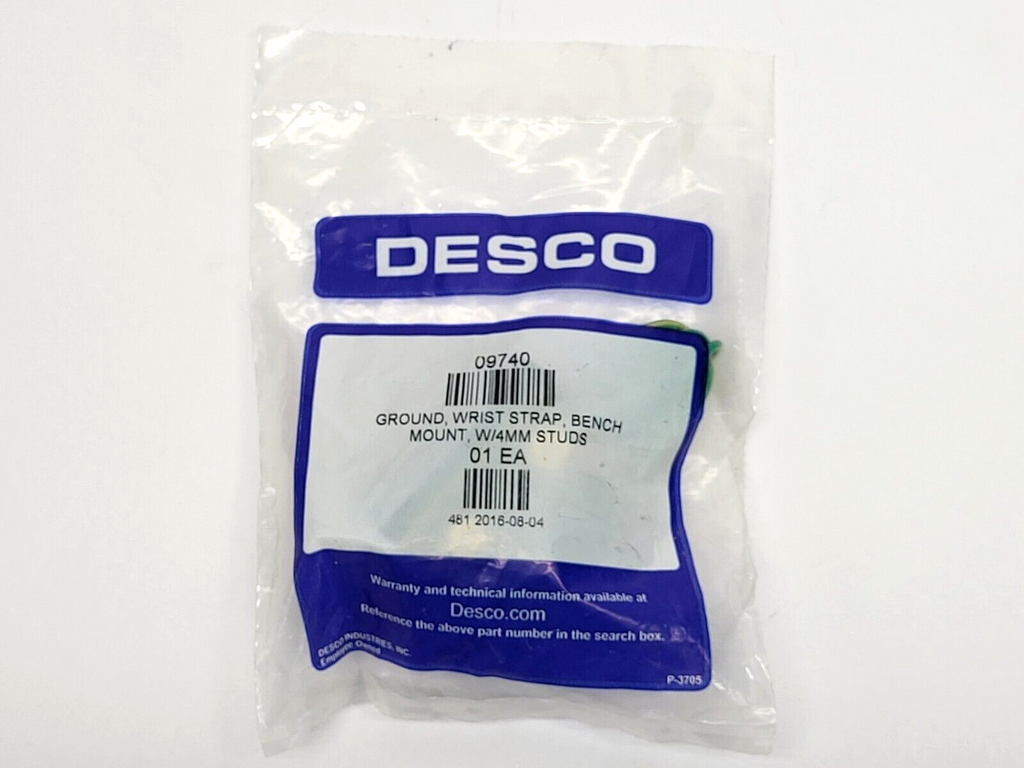 DESCO
09740
GROUND, WRIST STRAP, BENCH
MOUNT, W/4MM STUDS
01 EA
481 2016-08-04
Warranty and technical information available at
Desco.com
Reference the above part number in the search box.
DESCO INDUSTRIES, INC.
Employee Owned
P-3705